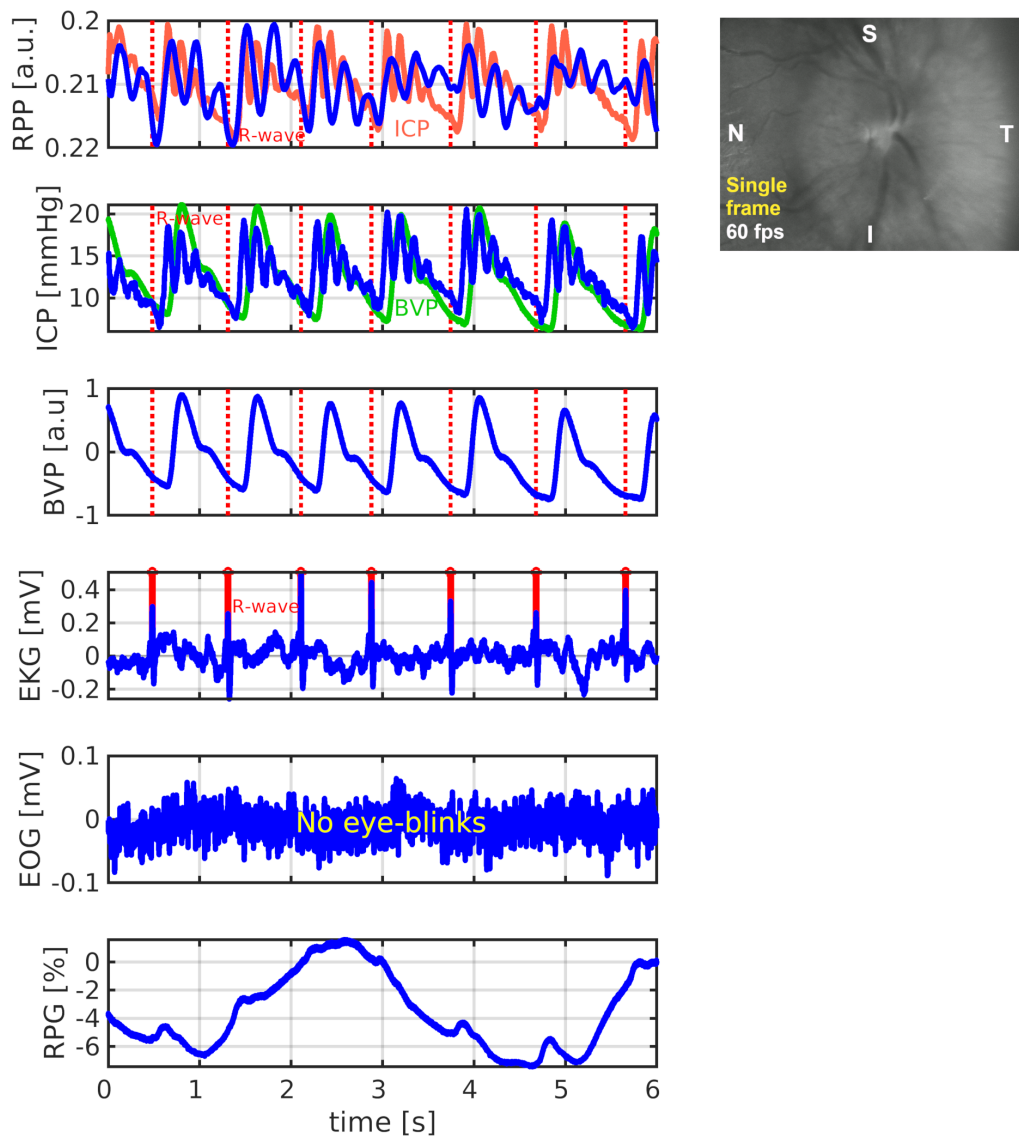 RPP [a.u.]
0.2
0.21
0.22
R-wave
ICP
S
N
T
I
Single
frame
60 fps
ICP [mmHg]
20
15
10
R-wave
BVP
BVP [a.u]
1
0
-1
EKG [mV]
0.4
0.2
0
-0.2
R-wave
EOG [mV]
0.1
0
-0.1
No eye-blinks
RPG [%]
0
-2
-4
-6
0 1 2 3 4 5 6
time [s]